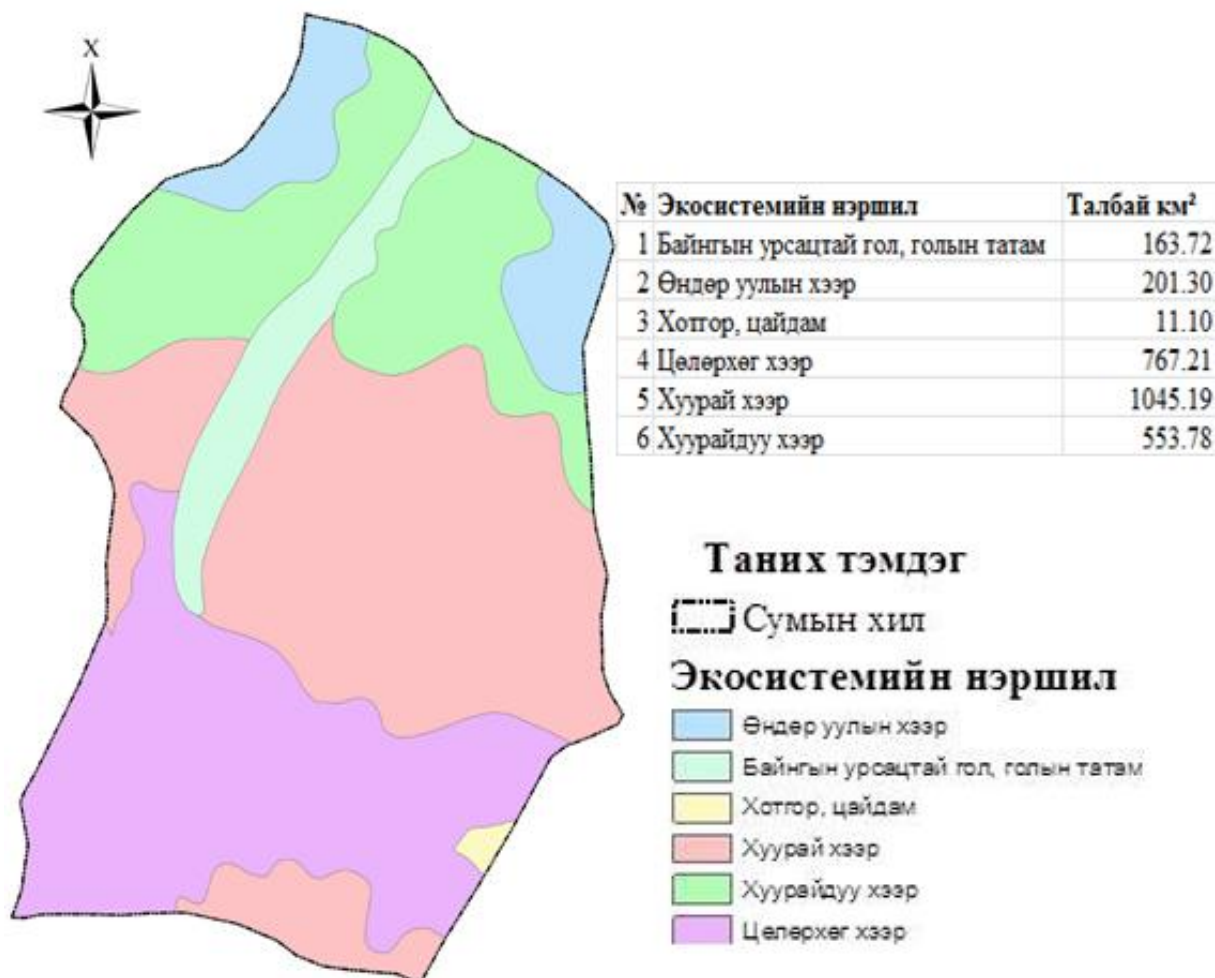 Х
№ Экосистемийн нэршил Талбай км²
1 Байнгын урсацтай гол, голын татам 163.72
2 Өндөр уулын хээр 201.30
3 Хотгор, цайдам 11.10
4 Цөлөрхөг хээр 767.21
5 Хуурай хээр 1045.19
6 Хуурайдуу хээр 553.78
Таних тэмдэг
Сумын хил
Экосистемийн нэршил
Өндөр уулын хээр
Байнгын урсацтай гол, голын татам
Хотгор, цайдам
Хуурай хээр
Хуурайдуу хээр
Цөлөрхөг хээр